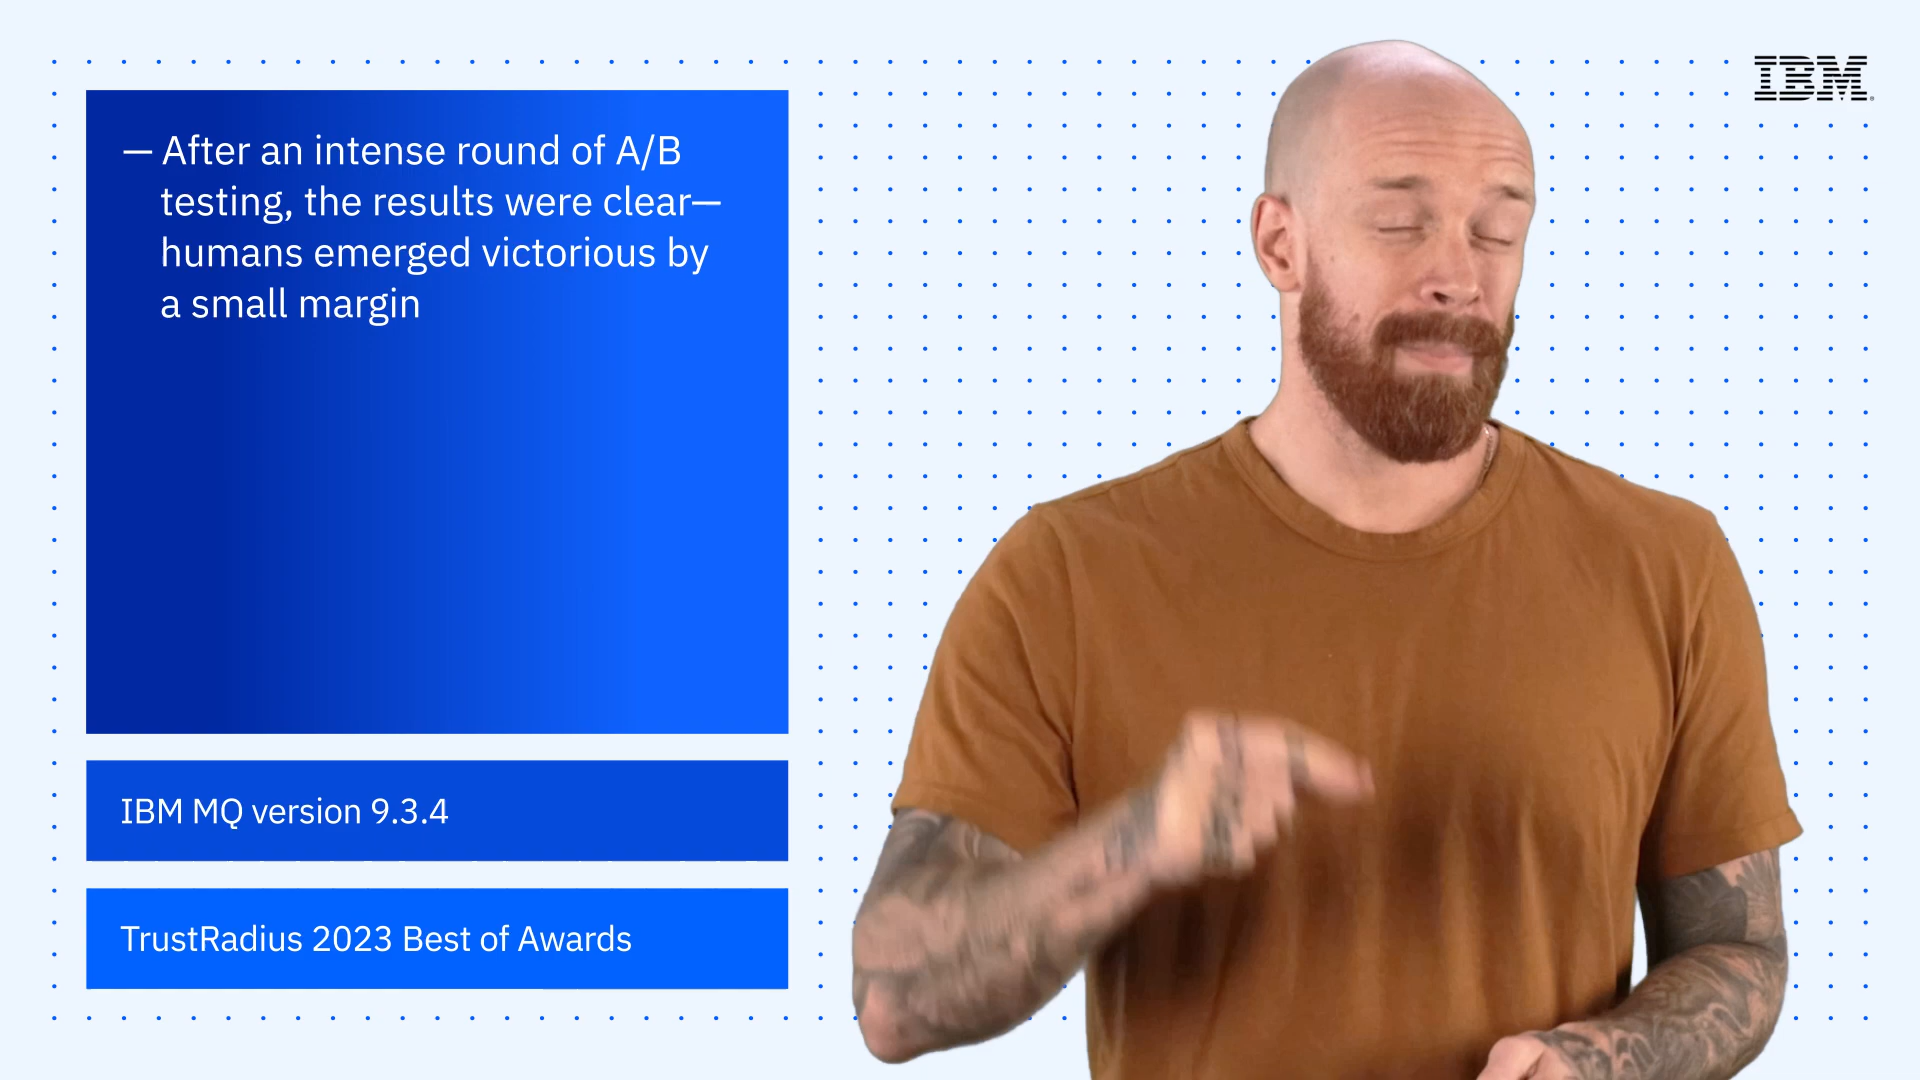 — After an intense round of A/B
testing, the results were clear—
humans emerged victorious by
a small margin
IBM MQ version 9.3.4
TrustRadius 2023 Best of Awards
IBM